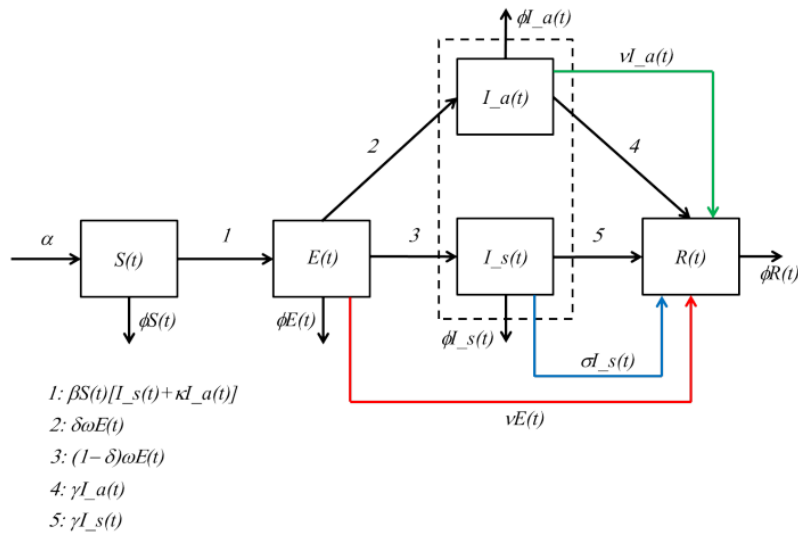 ϕI_a(t)
νI_a(t)
I_a(t)
2
4
α
S(t)
1
E(t)
3
I_s(t)
5
R(t)
ϕR(t)
ϕS(t)
ϕE(t)
ϕI_s(t)
σI_s(t)
νE(t)
1: βS(t)[I_s(t)+κI_a(t)]
2: δωE(t)
3: (1−δ)ωE(t)
4: γI_a(t)
5: γI_s(t)